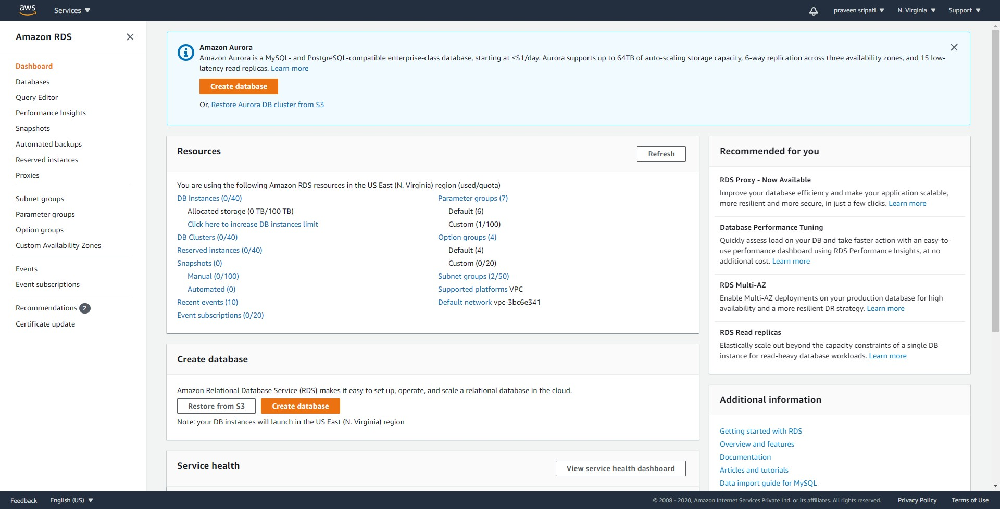 aws
Services
praveen sripati
N. Virginia
Support
Amazon RDS
Dashboard
Databases
Query Editor
Performance Insights
Snapshots
Automated backups
Reserved instances
Proxies
Subnet groups
Parameter groups
Option groups
Custom Availability Zones
Events
Event subscriptions
Recommendations 2
Certificate update
Amazon Aurora
Amazon Aurora is a MySQL- and PostgreSQL-compatible enterprise-class database, starting at <$1/day. Aurora supports up to 64TB of auto-scaling storage capacity, 6-way replication across three availability zones, and 15 low-
latency read replicas. Learn more
Create database
Or, Restore Aurora DB cluster from S3
Resources
Refresh
You are using the following Amazon RDS resources in the US East (N. Virginia) region (used/quota)
DB Instances (0/40)
Allocated storage (0 TB/100 TB)
Click here to increase DB instances limit
DB Clusters (0/40)
Reserved instances (0/40)
Snapshots (0)
Manual (0/100)
Automated (0)
Recent events (10)
Event subscriptions (0/20)
Parameter groups (7)
Default (6)
Custom (1/100)
Option groups (4)
Default (4)
Custom (0/20)
Subnet groups (2/50)
Supported platforms VPC
Default network vpc-3bc6e341
Create database
Amazon Relational Database Service (RDS) makes it easy to set up, operate, and scale a relational database in the cloud.
Restore from S3
Create database
Note: your DB instances will launch in the US East (N. Virginia) region
Service health
View service health dashboard
Recommended for you
RDS Proxy - Now Available
Improve your database efficiency and make your application scalable,
more resilient and more secure, in just a few clicks. Learn more
Database Performance Tuning
Quickly assess load on your DB and take faster action with an easy-to-
use performance dashboard using RDS Performance Insights, at no
additional cost. Learn more
RDS Multi-AZ
Enable Multi-AZ deployments on your production database for high
availability and a more resilient DR strategy. Learn more
RDS Read replicas
Elastically scale out beyond the capacity constraints of a single DB
instance for read-heavy database workloads. Learn more
Additional information
Getting started with RDS
Overview and features
Documentation
Articles and tutorials
Data import guide for MySQL
Feedback
English (US)
© 2008 - 2020, Amazon Internet Services Private Ltd. or its affiliates. All rights reserved.
Privacy Policy
Terms of Use